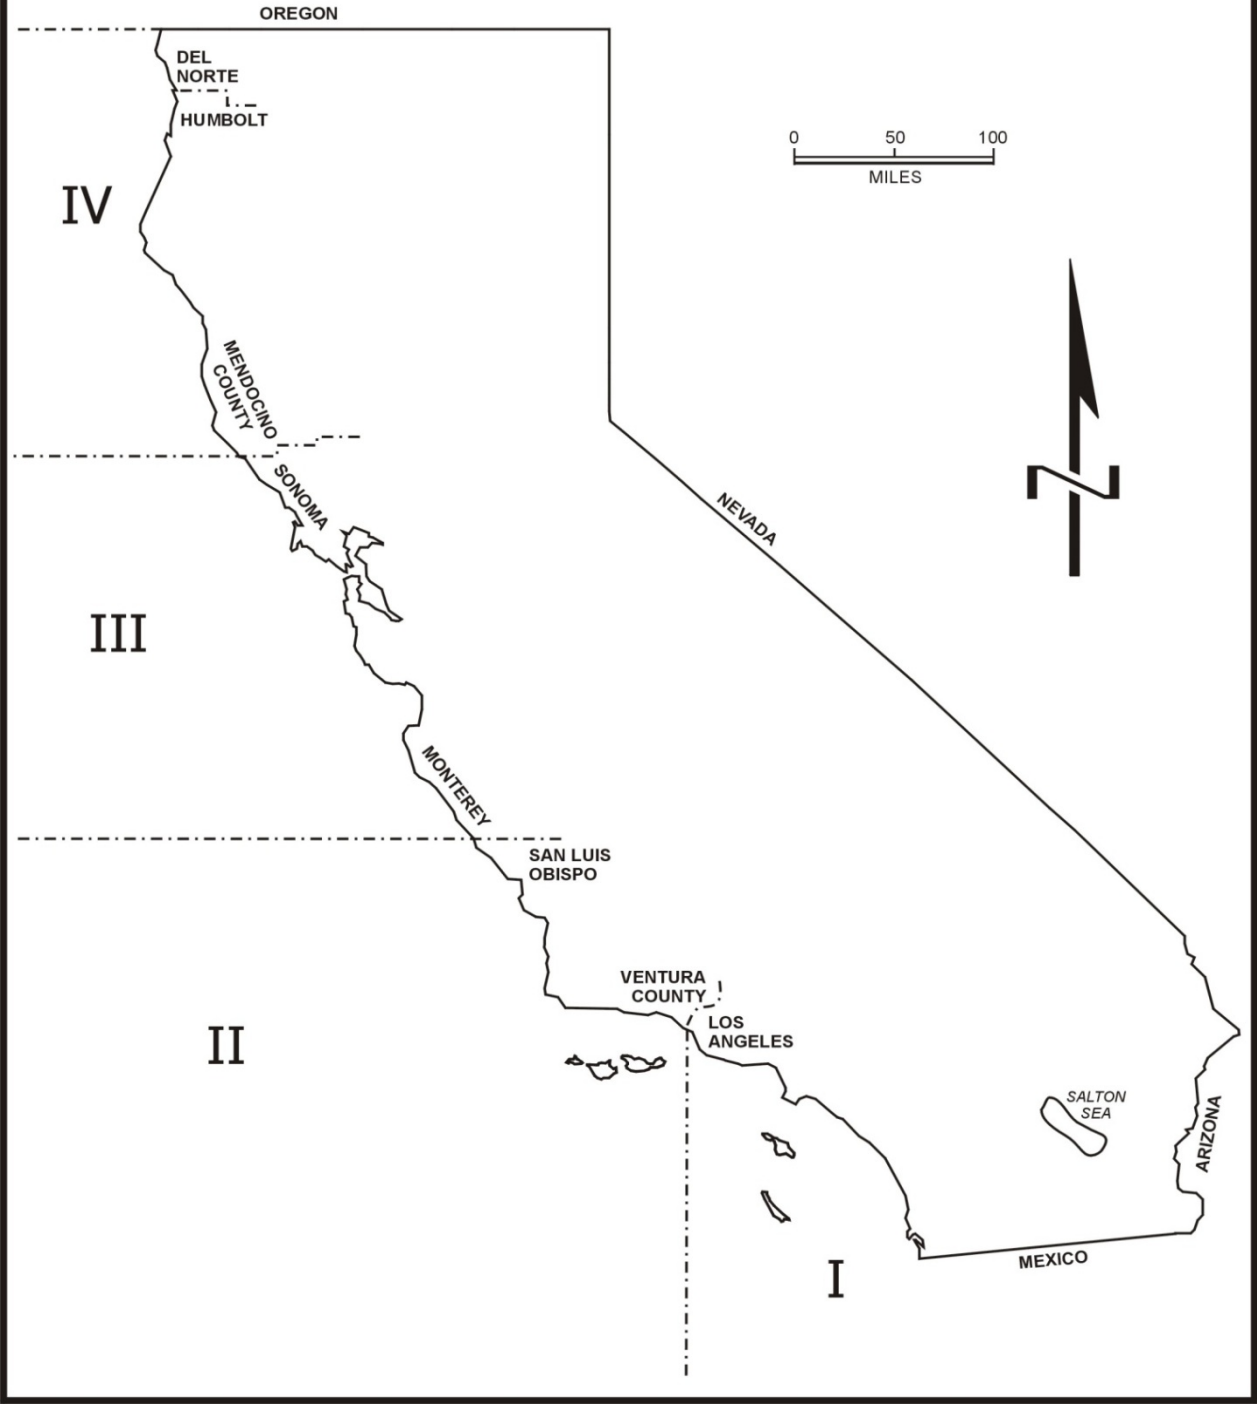 OREGON
DEL
NORTE
HUMBOLT
0 50 100
MILES
IV
MENDOCINO
COUNTY
SONOMA
NEVADA
N
III
MONTEREY
SAN LUIS
OBISPO
VENTURA
COUNTY
LOS
ANGELES
II
SALTON
SEA
ARIZONA
MEXICO
I